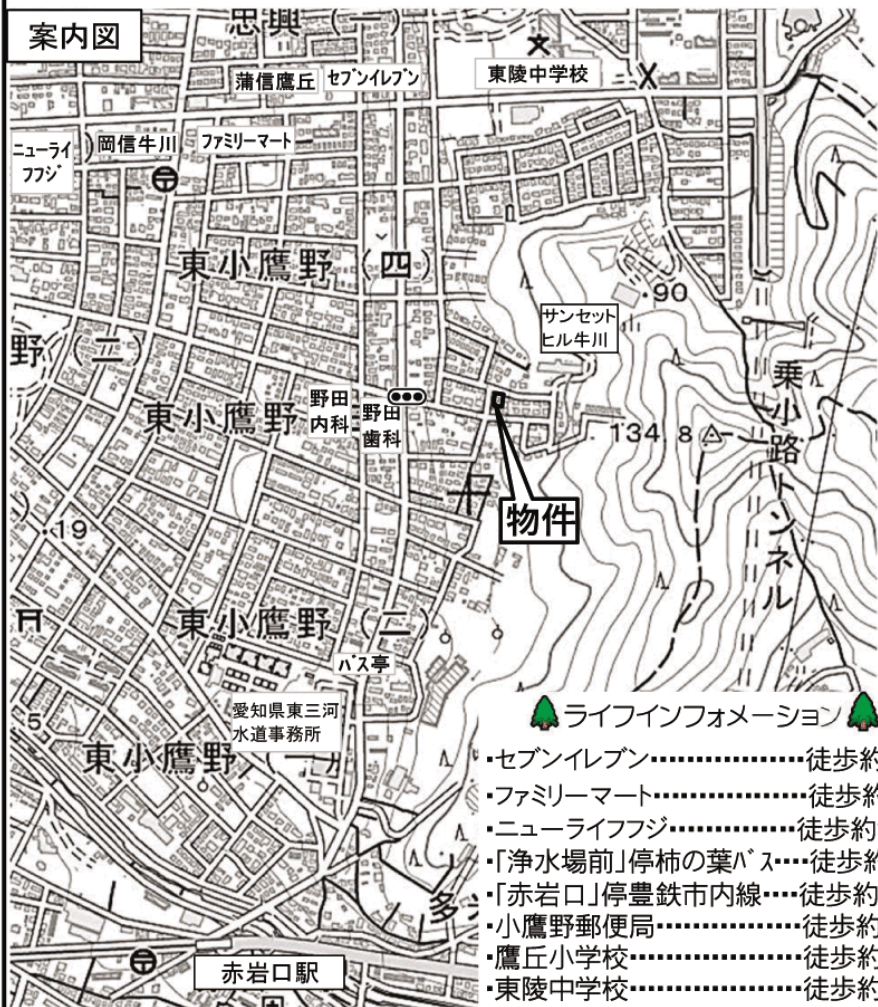 案内図
忠興(一)
蒲信鷹丘
セブンイレブン
東陵中学校
ニューライ
フフジ
岡信牛川
ファミリーマート
東小鷹野(四)
90
サンセット
ヒル牛川
野(二)
東小鷹野
野田
内科
野田
歯科
134.8
乗小路トンネル
物件
19
東小鷹野(二)
バス亭
愛知県東三河
水道事務所
5
東小鷹野
赤岩口駅
ライフインフォメーション
・セブンイレブン………………徒歩約
・ファミリーマート………………徒歩約
・ニューライフフジ……………徒歩約
・「浄水場前」停柿の葉バス…・徒歩約
・「赤岩口」停豊鉄市内線…・徒歩約
・小鷹野郵便局………………徒歩約
・鷹丘小学校…………………徒歩約
・東陵中学校…………………徒歩約